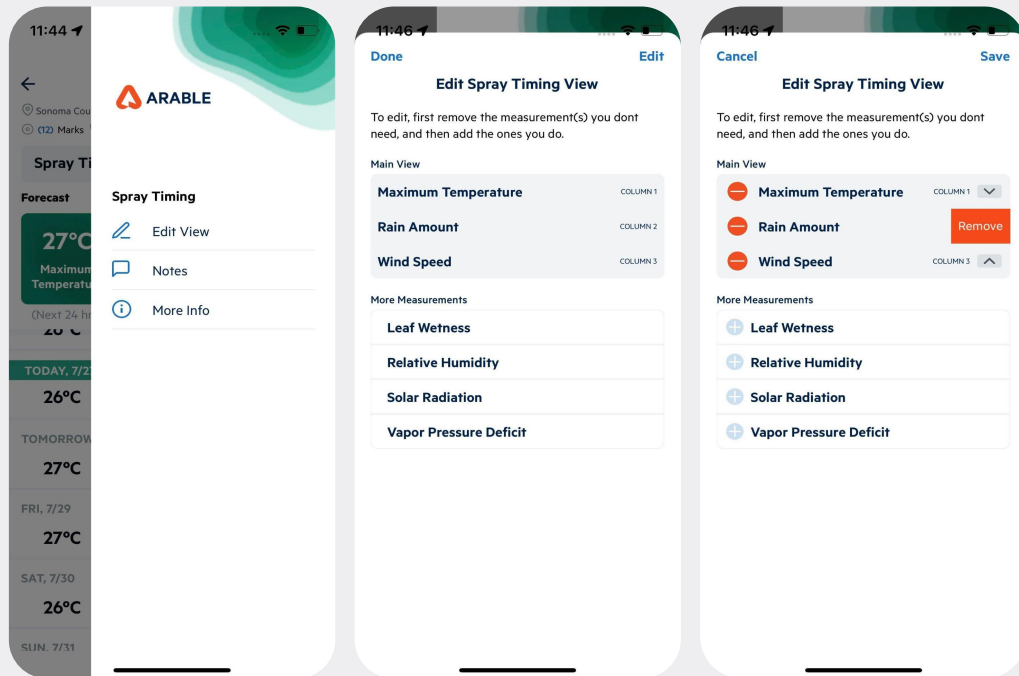 11:44
Sonoma Cou
(12) Marks
Spray Ti
Forecast
27°C
Maximum
Temperatu
(Next 24 hr
26°C
TODAY, 7/2
26°C
TOMORROW
27°C
FRI, 7/29
27°C
SAT, 7/30
26°C
SUN, 7/31
ARABLE
Spray Timing
Edit View
Notes
More Info
11:46
Done Edit
Edit Spray Timing View
To edit, first remove the measurement(s) you dont
need, and then add the ones you do.
Main View
Maximum Temperature COLUMN 1
Rain Amount COLUMN 2
Wind Speed COLUMN 3
More Measurements
Leaf Wetness
Relative Humidity
Solar Radiation
Vapor Pressure Deficit
11:46
Cancel Save
Edit Spray Timing View
To edit, first remove the measurement(s) you dont
need, and then add the ones you do.
Main View
Maximum Temperature COLUMN 1
Rain Amount Remove
Wind Speed COLUMN 3
More Measurements
Leaf Wetness
Relative Humidity
Solar Radiation
Vapor Pressure Deficit